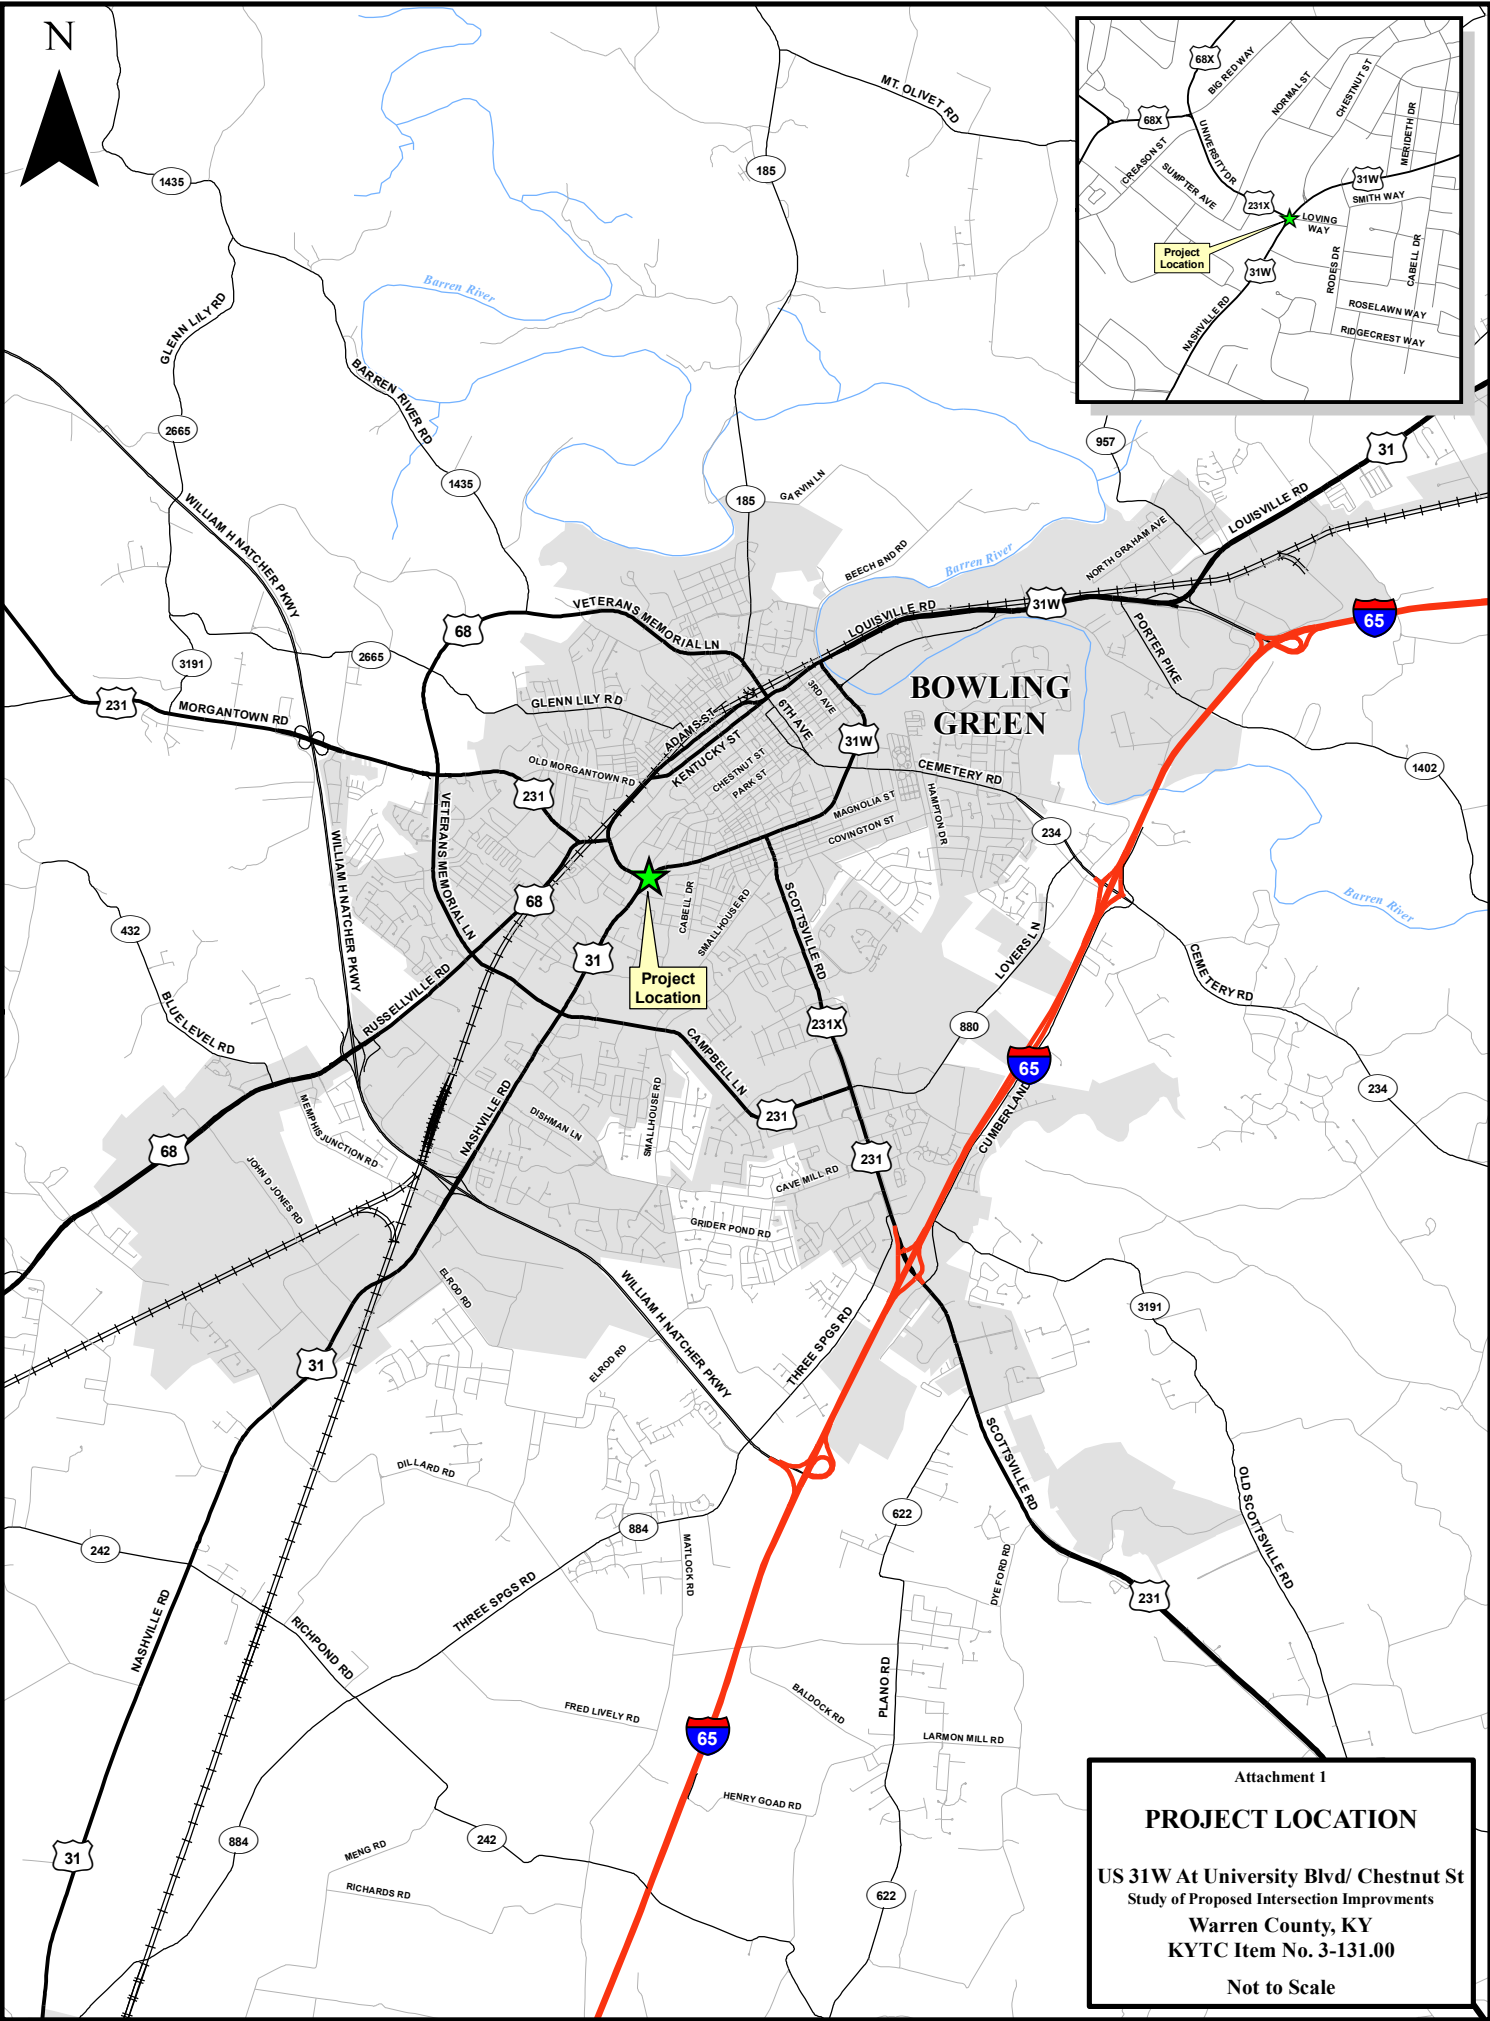 N
68X
BIG RED WAY
NORMAL ST
CHESTNUT ST
MERIDETH DR
68X
UNIVERSITY DR
CREASON ST
SUMPTER AVE
231X
31W
SMITH WAY
LOVING
WAY
Project
Location
31W
RODES DR
CABELL DR
NASHVILLE RD
ROSELAWN WAY
RIDGECREST WAY
MT. OLIVET RD
185
1435
Barren River
GLENN LILY RD
BARREN RIVER RD
2665
1435
957
31
185
GARVIN LN
LOUISVILLE RD
WILLIAM H NATCHER PKWY
NORTH GRAHAM AVE
BEECH BND RD
Barren River
VETERANS MEMORIAL LN
68
LOUISVILLE RD
31W
65
PORTER PIKE
3191
2665
231
MORGANTOWN RD
GLENN LILY RD
3RD AVE
6TH AVE
BOWLING
GREEN
ADAMS ST
KENTUCKY ST
31W
OLD MORGANTOWN RD
CHESTNUT ST
PARK ST
CEMETERY RD
1402
231
VETERANS MEMORIAL LN
MAGNOLIA ST
COVINGTON ST
HAMPTON DR
234
WILLIAM H NATCHER PKWY
68
CABELL DR
SMALLHOUSE RD
SCOTTSVILLE RD
Barren River
432
LOVERS LN
CEMETERY RD
31
Project
Location
RUSSELLVILLE RD
BLUE LEVEL RD
231X
880
CAMPBELL LN
65
234
MEMPHIS JUNCTION RD
NASHVILLE RD
DISHMAN LN
SMALLHOUSE RD
231
CUMBERLAND
68
231
JOHN D JONES RD
CAVE MILL RD
GRIDER POND RD
ELROD RD
WILLIAM H NATCHER PKWY
3191
THREE SPGS RD
31
ELROD RD
SCOTTSVILLE RD
DILLARD RD
OLD SCOTTSVILLE RD
622
884
242
MATLOCK RD
DYE FORD RD
THREE SPGS RD
231
NASHVILLE RD
RICHPOND RD
PLANO RD
FRED LIVELY RD
BALDOCK RD
65
LARMON MILL RD
HENRY GOAD RD
884
242
31
MENG RD
RICHARDS RD
622
Attachment 1
PROJECT LOCATION
US 31W At University Blvd/ Chestnut St
Study of Proposed Intersection Improvments
Warren County, KY
KYTC Item No. 3-131.00
Not to Scale